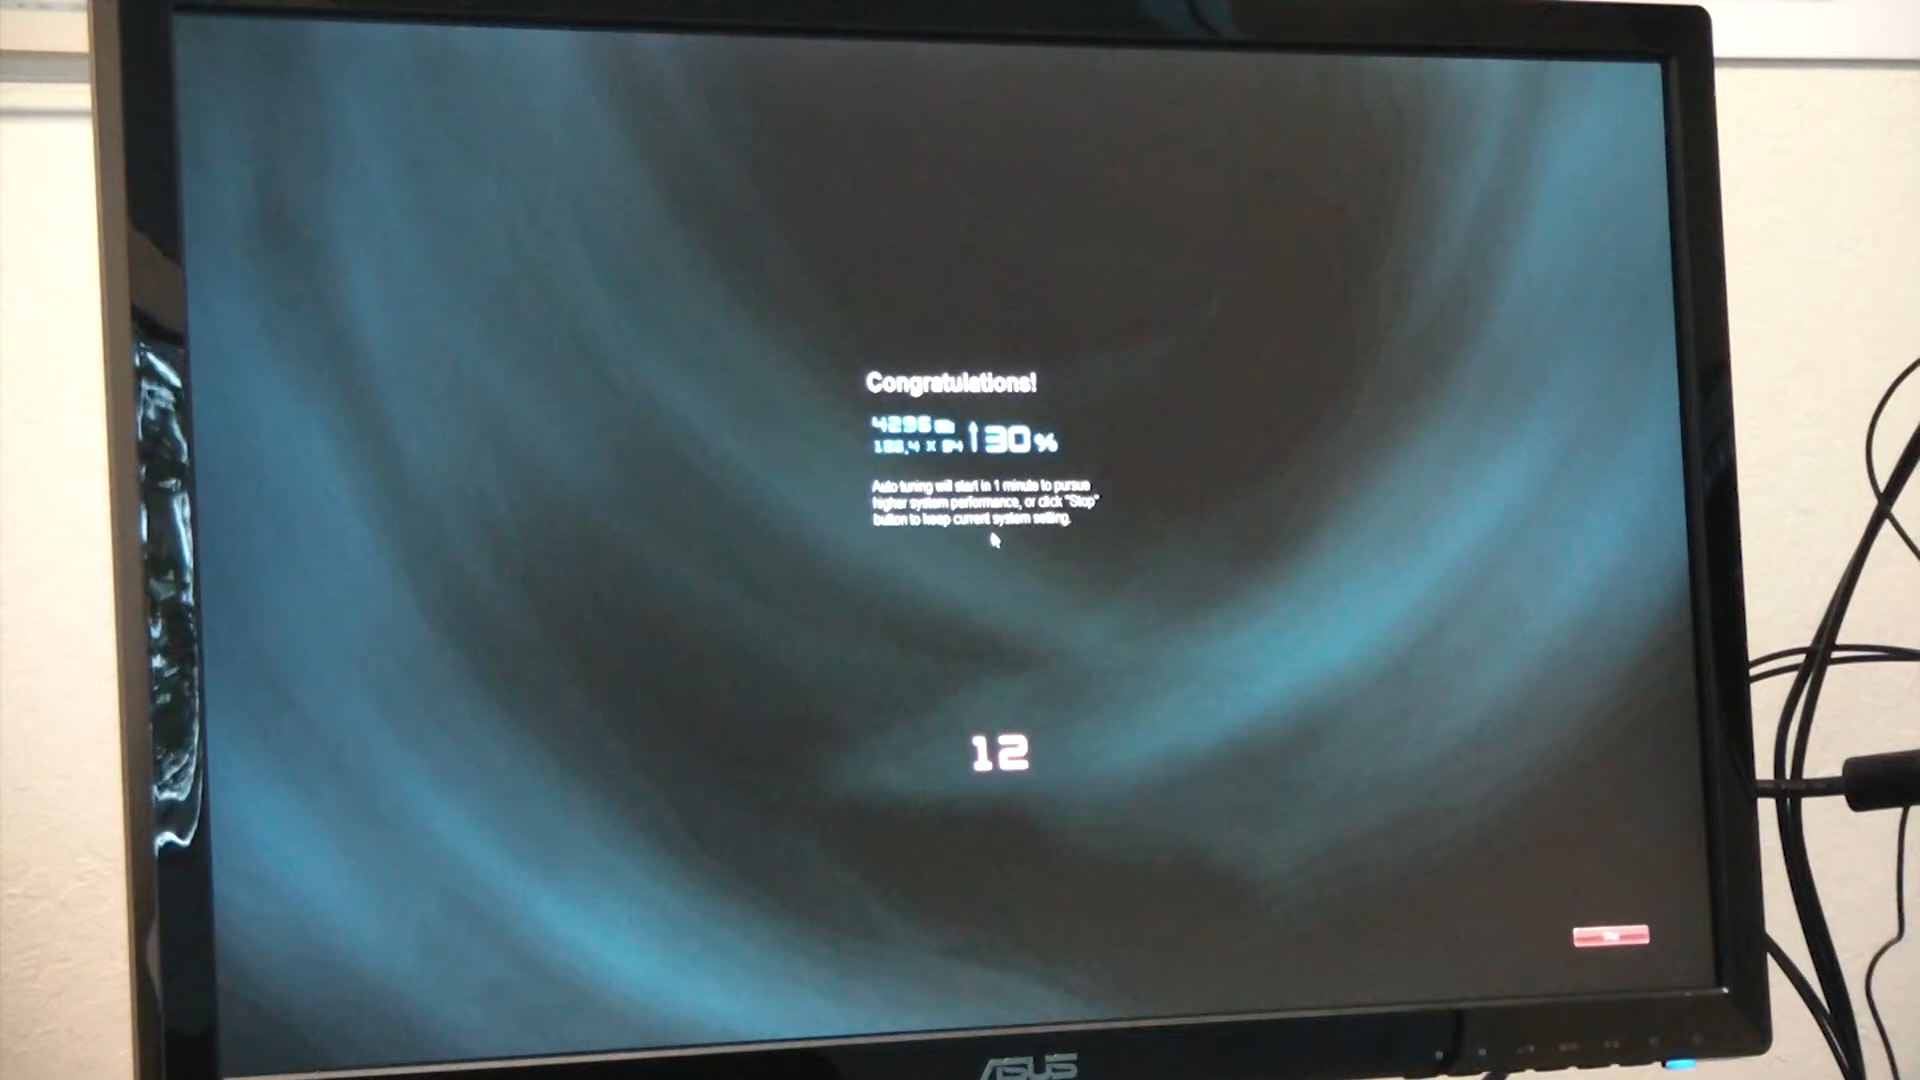 Congratulations!
4296
↑30%
Auto tuning will start in 1 minute to pursue
higher system performance, or click "Stop"
button to keep current system setting.
12
ASUS